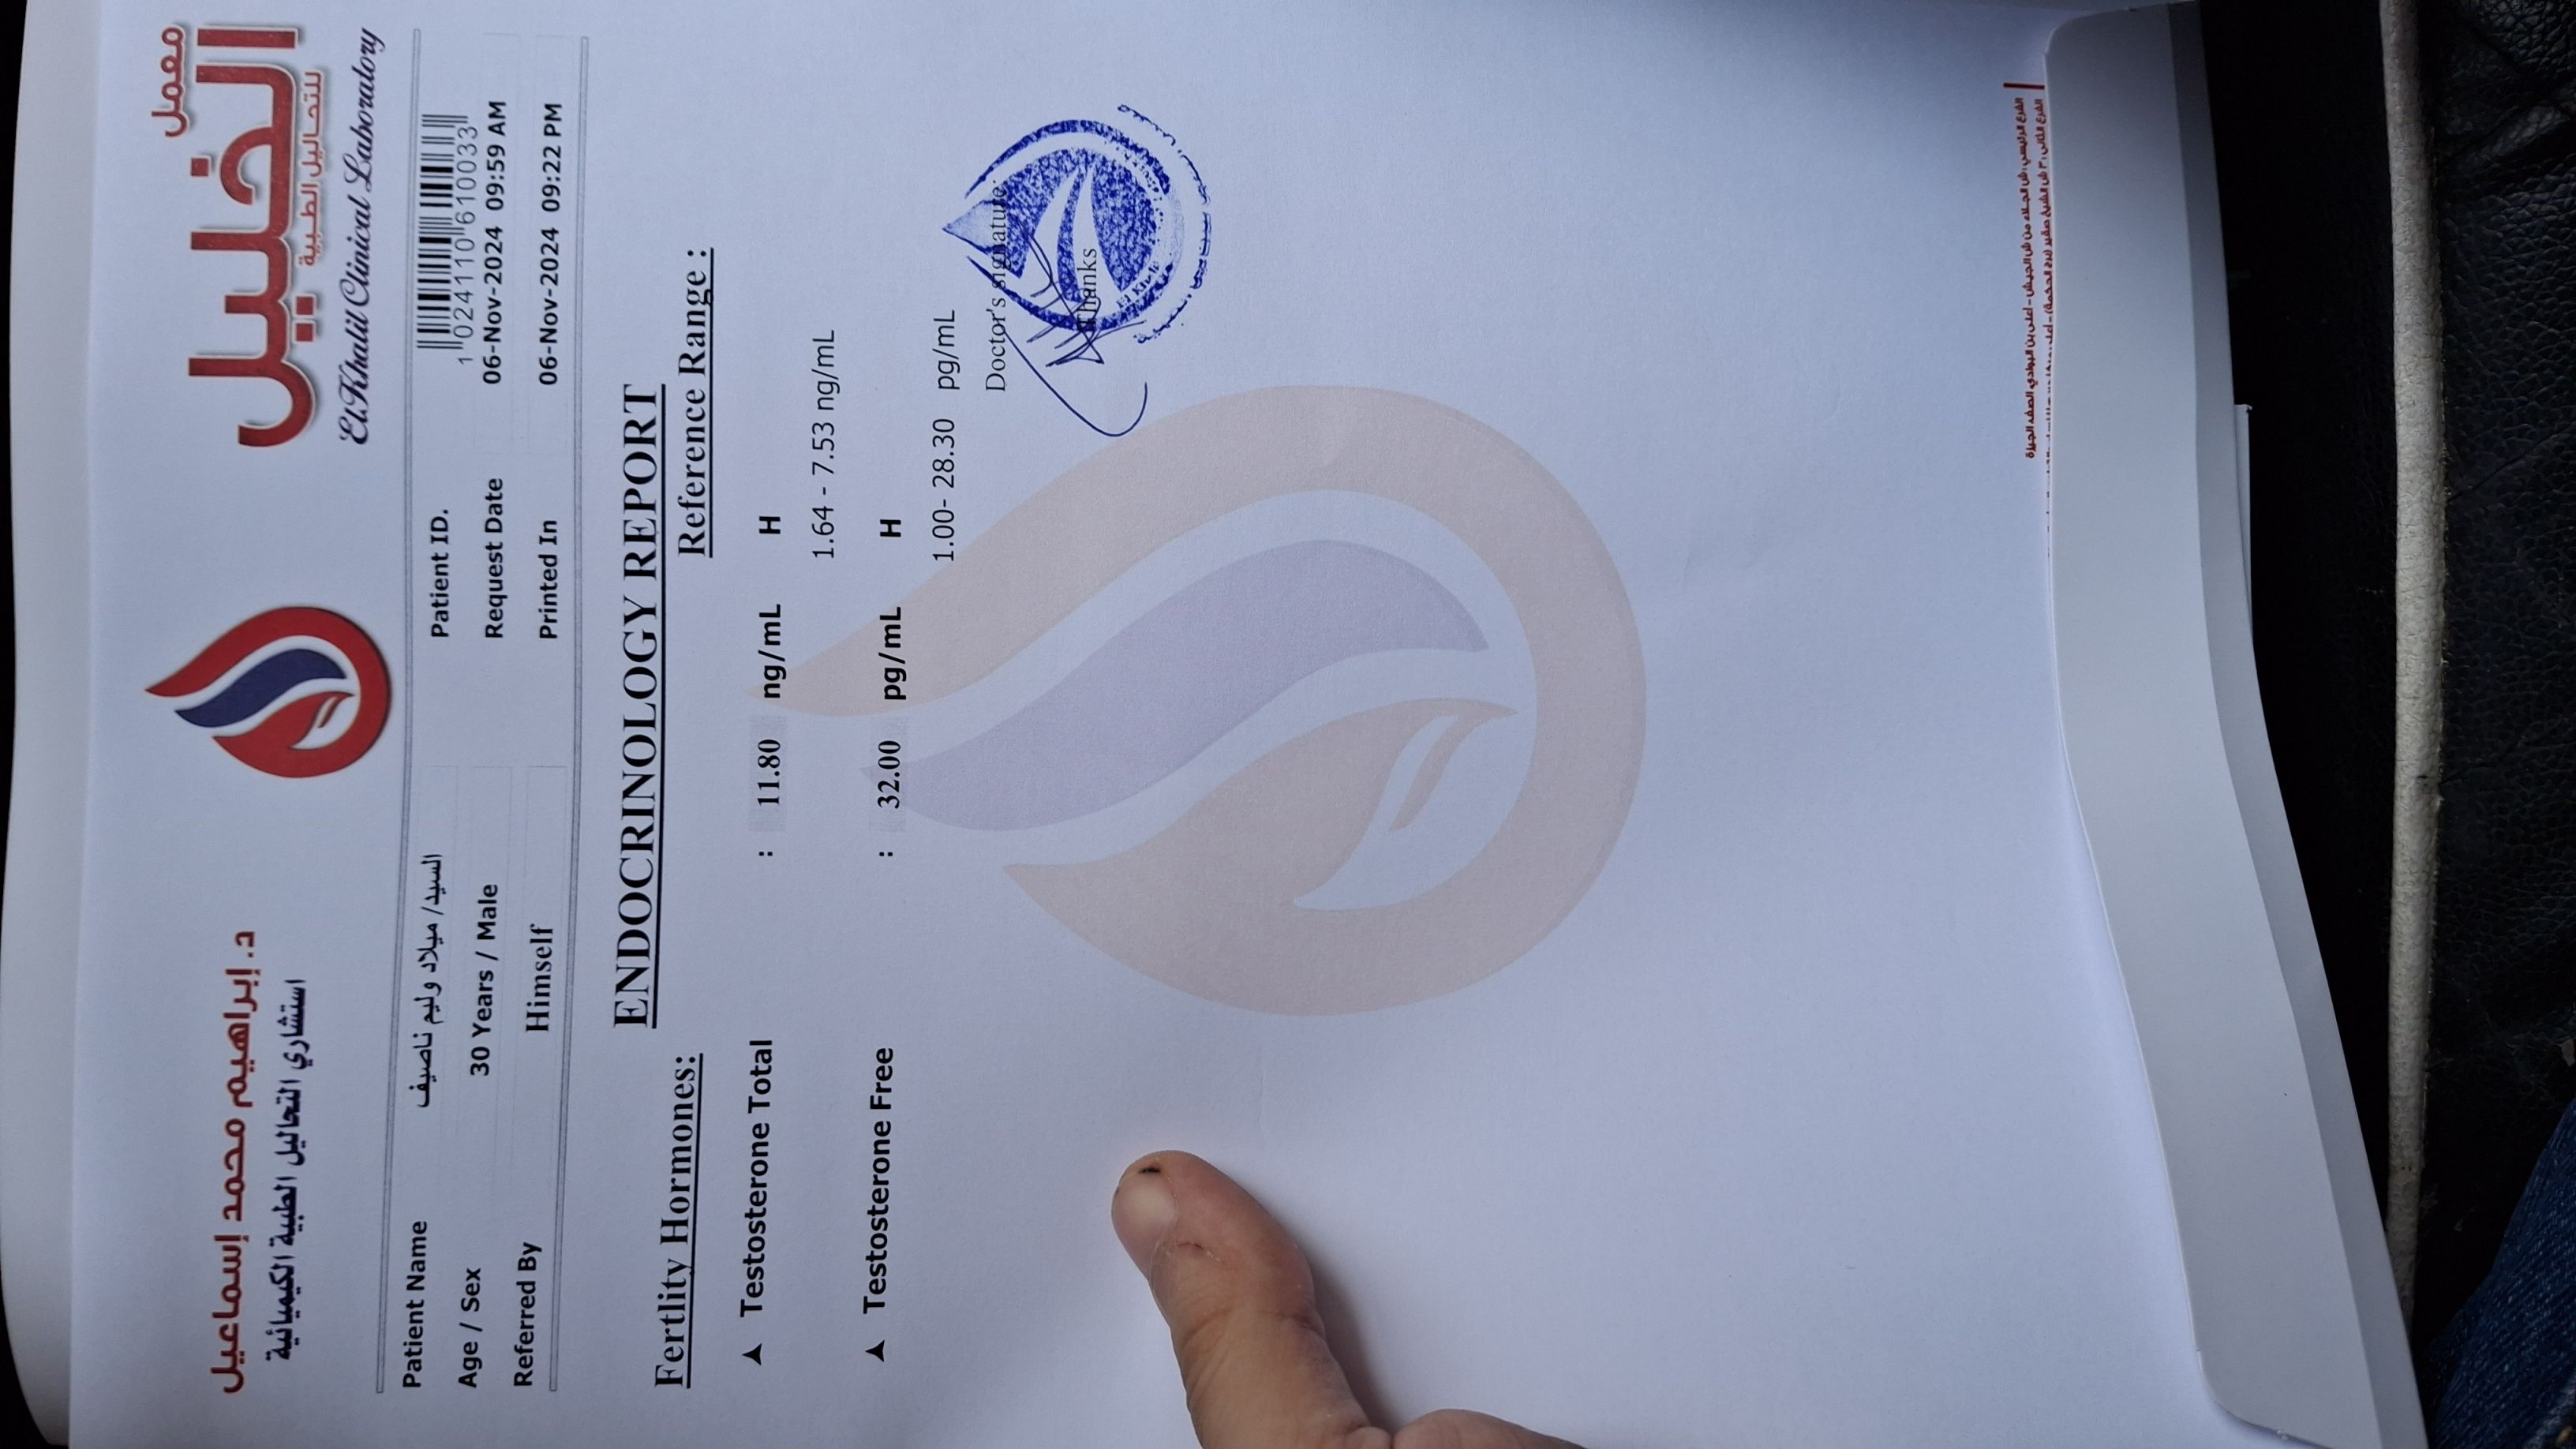 د. إبراهيم محمد إسماعيل
استشاري التحاليل الطبية الكيميائية
معمل
الخليل
للتحاليل الطبية
ElKhalil Clinical Laboratory
Patient Name السيد/ ميلاد وليم ناصيف Patient ID. 1 024110 610033
Age / Sex 30 Years / Male Request Date 06-Nov-2024 09:59 AM
Referred By Himself Printed In 06-Nov-2024 09:22 PM
ENDOCRINOLOGY REPORT
Fertlity Hormones: Reference Range :
➤ Testosterone Total : 11.80 ng/mL H
1.64 - 7.53 ng/mL
➤ Testosterone Free : 32.00 pg/mL H
1.00- 28.30 pg/mL
Doctor's signature:
Thanks